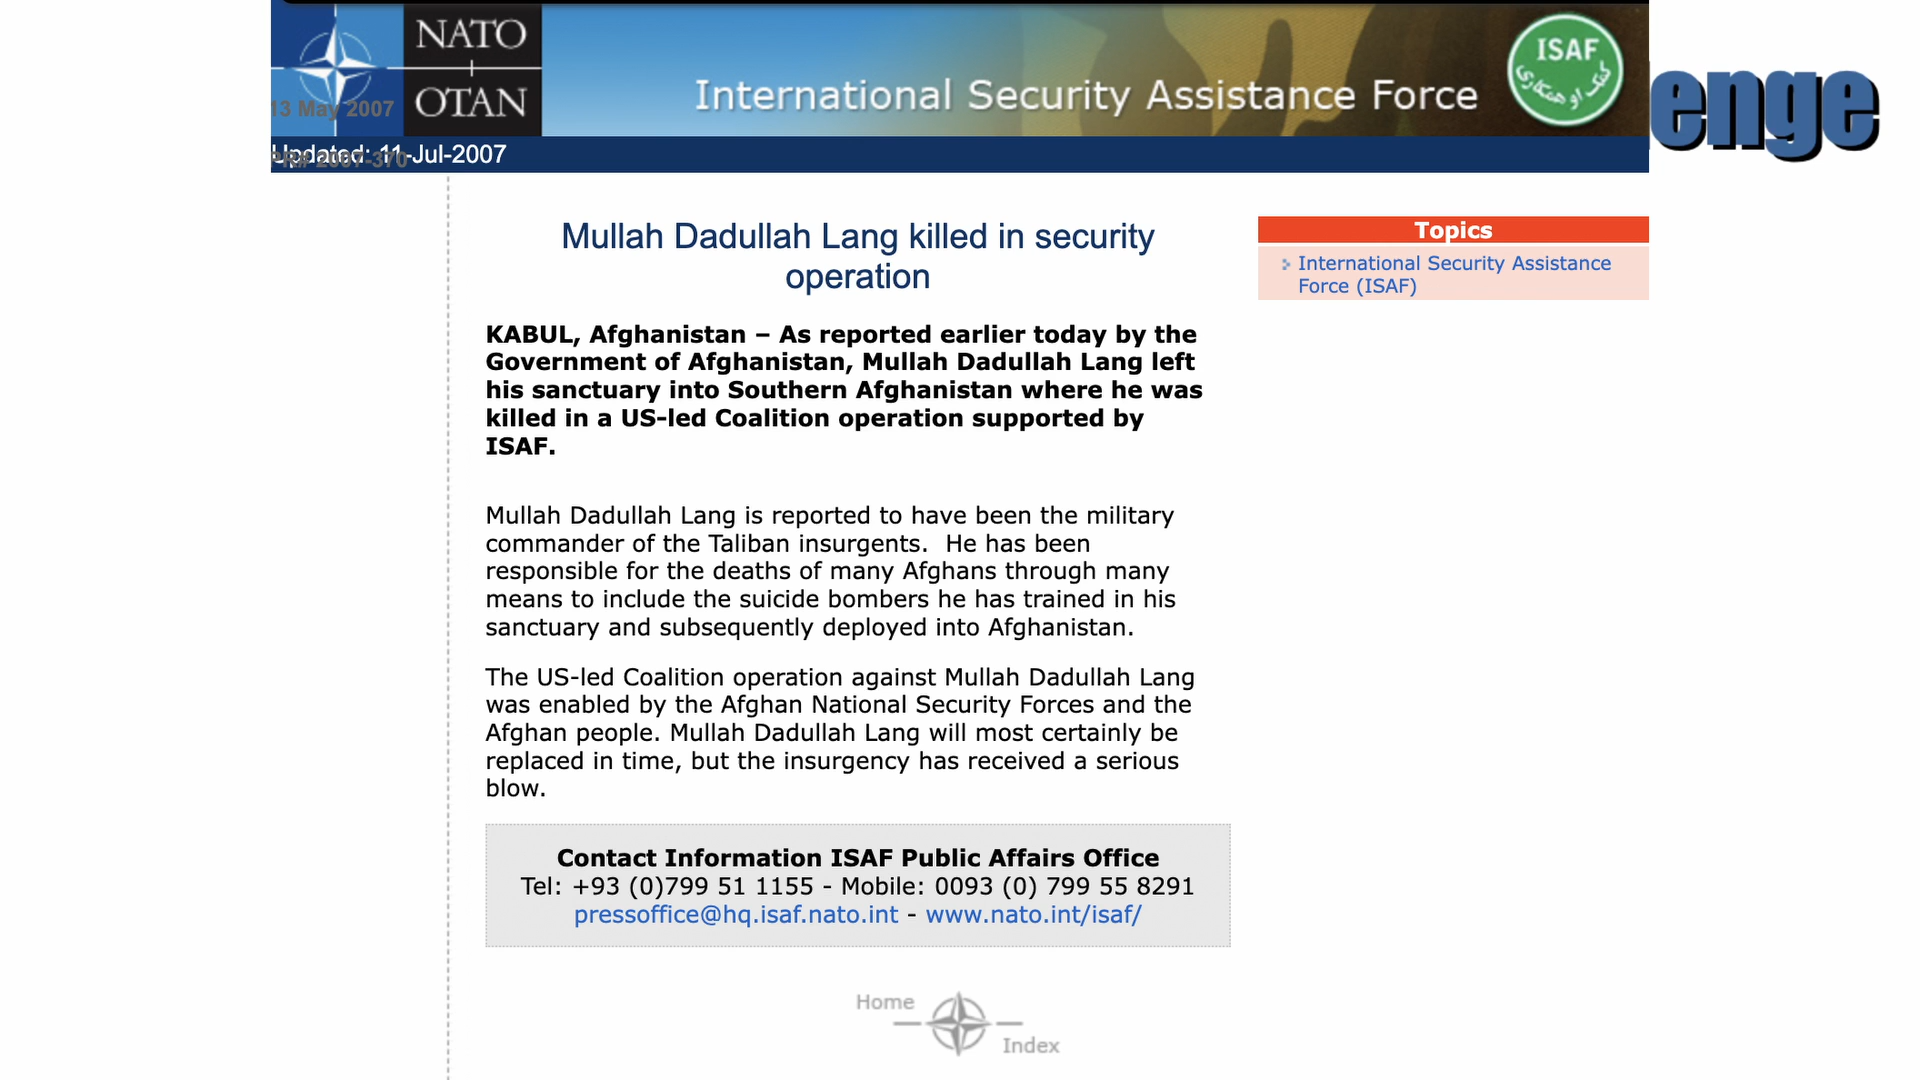 NATO
OTAN
International Security Assistance Force
ISAF
کمک او همکاري
enge
13 May 2007
Updated: 11-Jul-2007
PR# 2007-370
Mullah Dadullah Lang killed in security
operation
Topics
International Security Assistance
Force (ISAF)
KABUL, Afghanistan – As reported earlier today by the
Government of Afghanistan, Mullah Dadullah Lang left
his sanctuary into Southern Afghanistan where he was
killed in a US-led Coalition operation supported by
ISAF.
Mullah Dadullah Lang is reported to have been the military
commander of the Taliban insurgents.  He has been
responsible for the deaths of many Afghans through many
means to include the suicide bombers he has trained in his
sanctuary and subsequently deployed into Afghanistan.
The US-led Coalition operation against Mullah Dadullah Lang
was enabled by the Afghan National Security Forces and the
Afghan people. Mullah Dadullah Lang will most certainly be
replaced in time, but the insurgency has received a serious
blow.
Contact Information ISAF Public Affairs Office
Tel: +93 (0)799 51 1155 - Mobile: 0093 (0) 799 55 8291
pressoffice@hq.isaf.nato.int - www.nato.int/isaf/
Home
Index